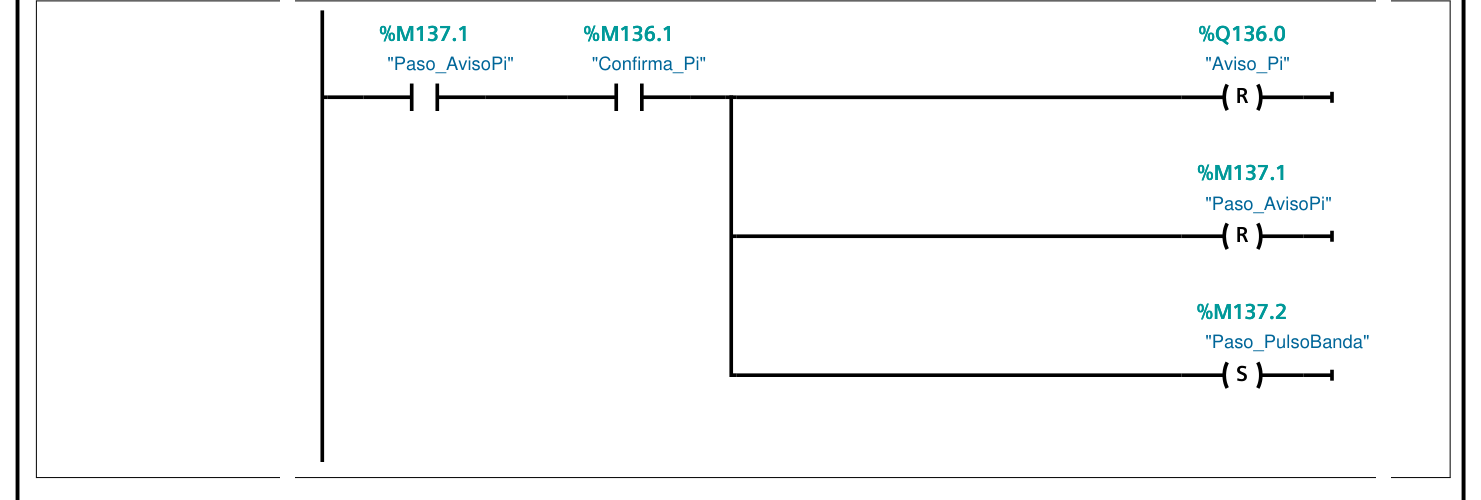 %M137.1 %M136.1 %Q136.0
"Paso_AvisoPi" "Confirma_Pi" "Aviso_Pi"
R
%M137.1
"Paso_AvisoPi"
R
%M137.2
"Paso_PulsoBanda"
S